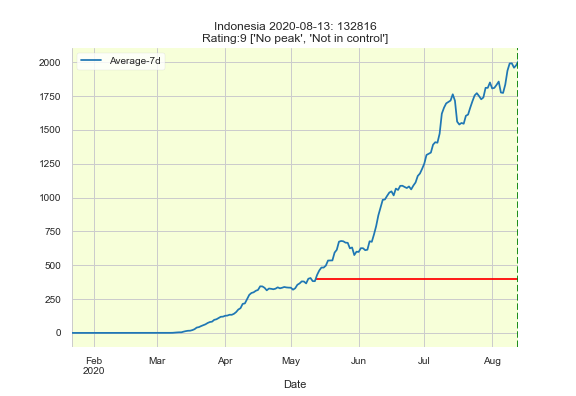 Indonesia 2020-08-13: 132816
Rating:9 ['No peak', 'Not in control']
Average-7d
2000
1750
1500
1250
1000
750
500
250
0
Feb
2020
Mar
Apr
May
Jun
Jul
Aug
Date